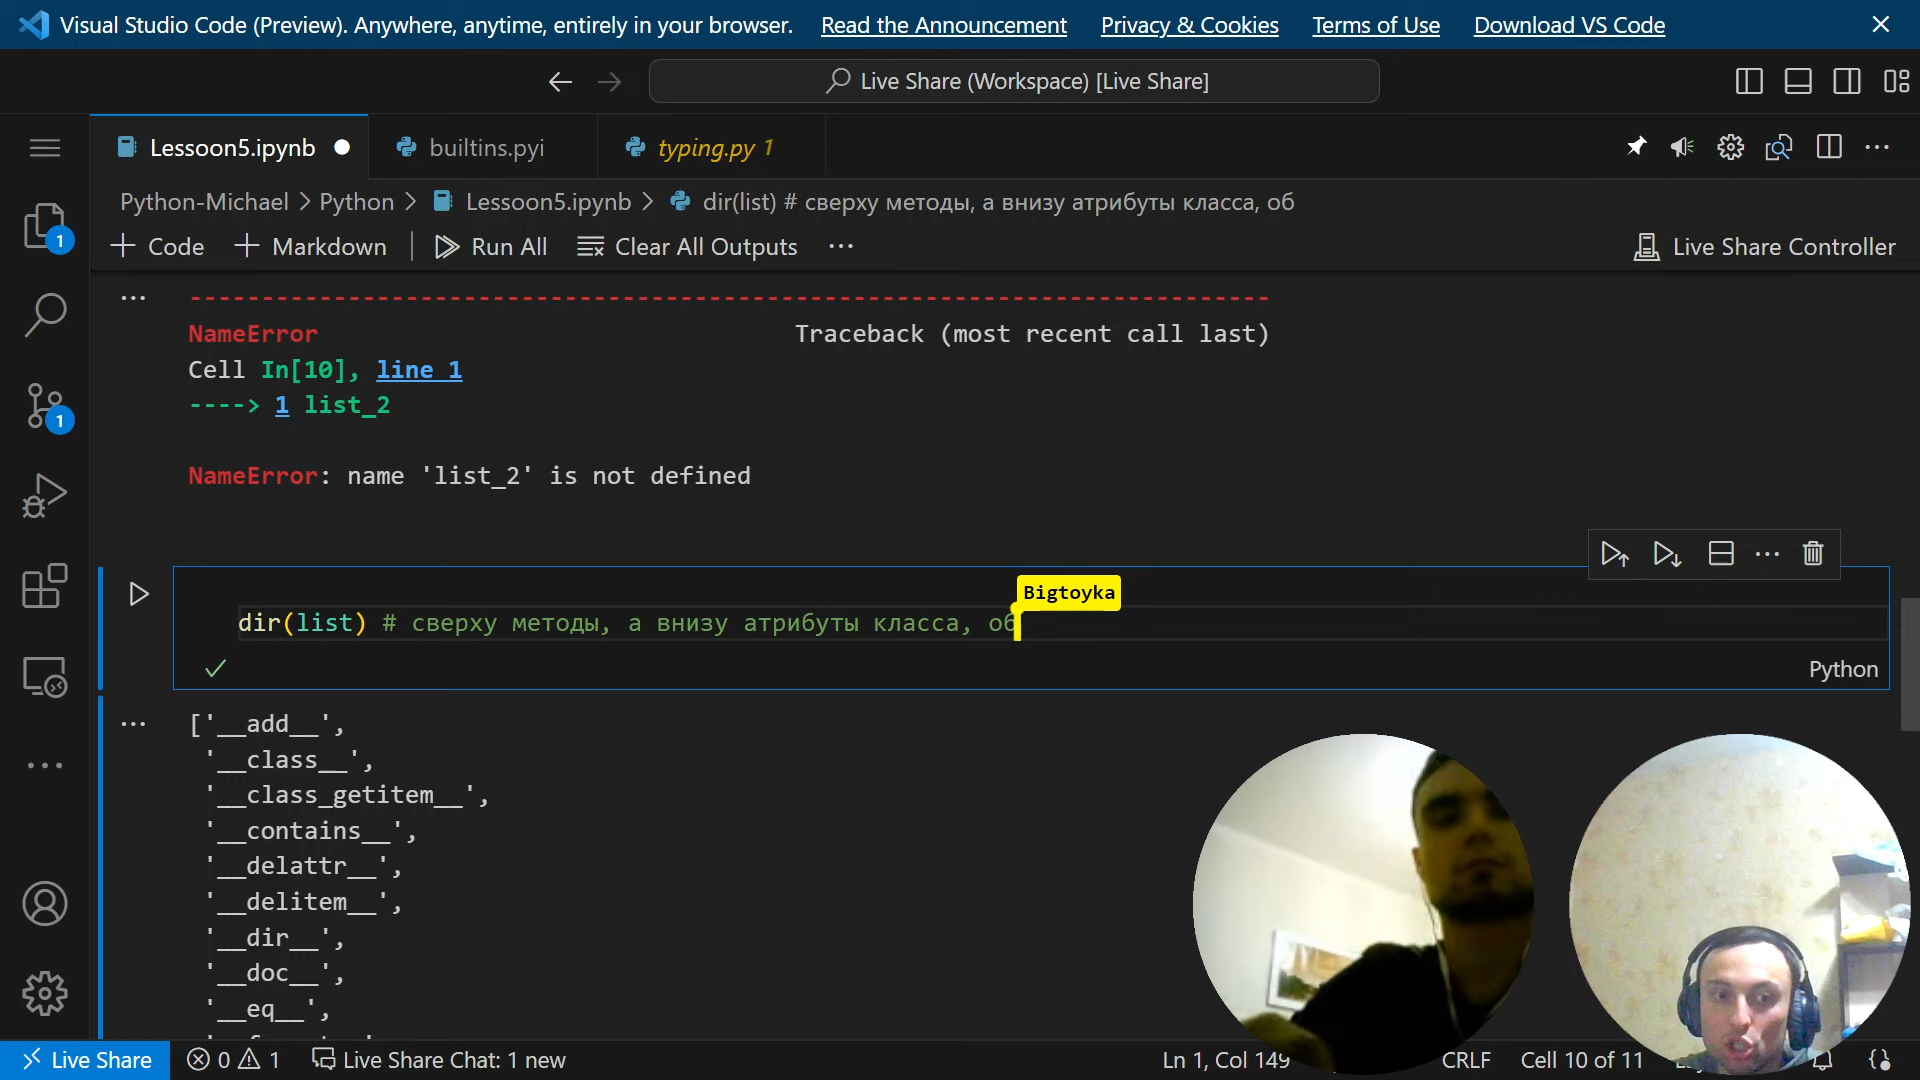 Visual Studio Code (Preview). Anywhere, anytime, entirely in your browser. Read the Announcement Privacy & Cookies Terms of Use Download VS Code
Live Share (Workspace) [Live Share]
Lessoon5.ipynb builtins.pyi typing.py 1
Python-Michael > Python > Lessoon5.ipynb > dir(list) # сверху методы, а внизу атрибуты класса, об
+ Code + Markdown Run All Clear All Outputs ... Live Share Controller
1
1
--------------------------------------------------------------------------- 
NameError Traceback (most recent call last)
Cell In[10], line 1
----> 1 list_2
NameError: name 'list_2' is not defined
Bigtoyka
dir(list) # сверху методы, а внизу атрибуты класса, об
Python
['__add__',
'__class__',
'__class_getitem__',
'__contains__',
'__delattr__',
'__delitem__',
'__dir__',
'__doc__',
'__eq__',
Live Share 0 1 Live Share Chat: 1 new Ln 1, Col 149 CRLF Cell 10 of 11